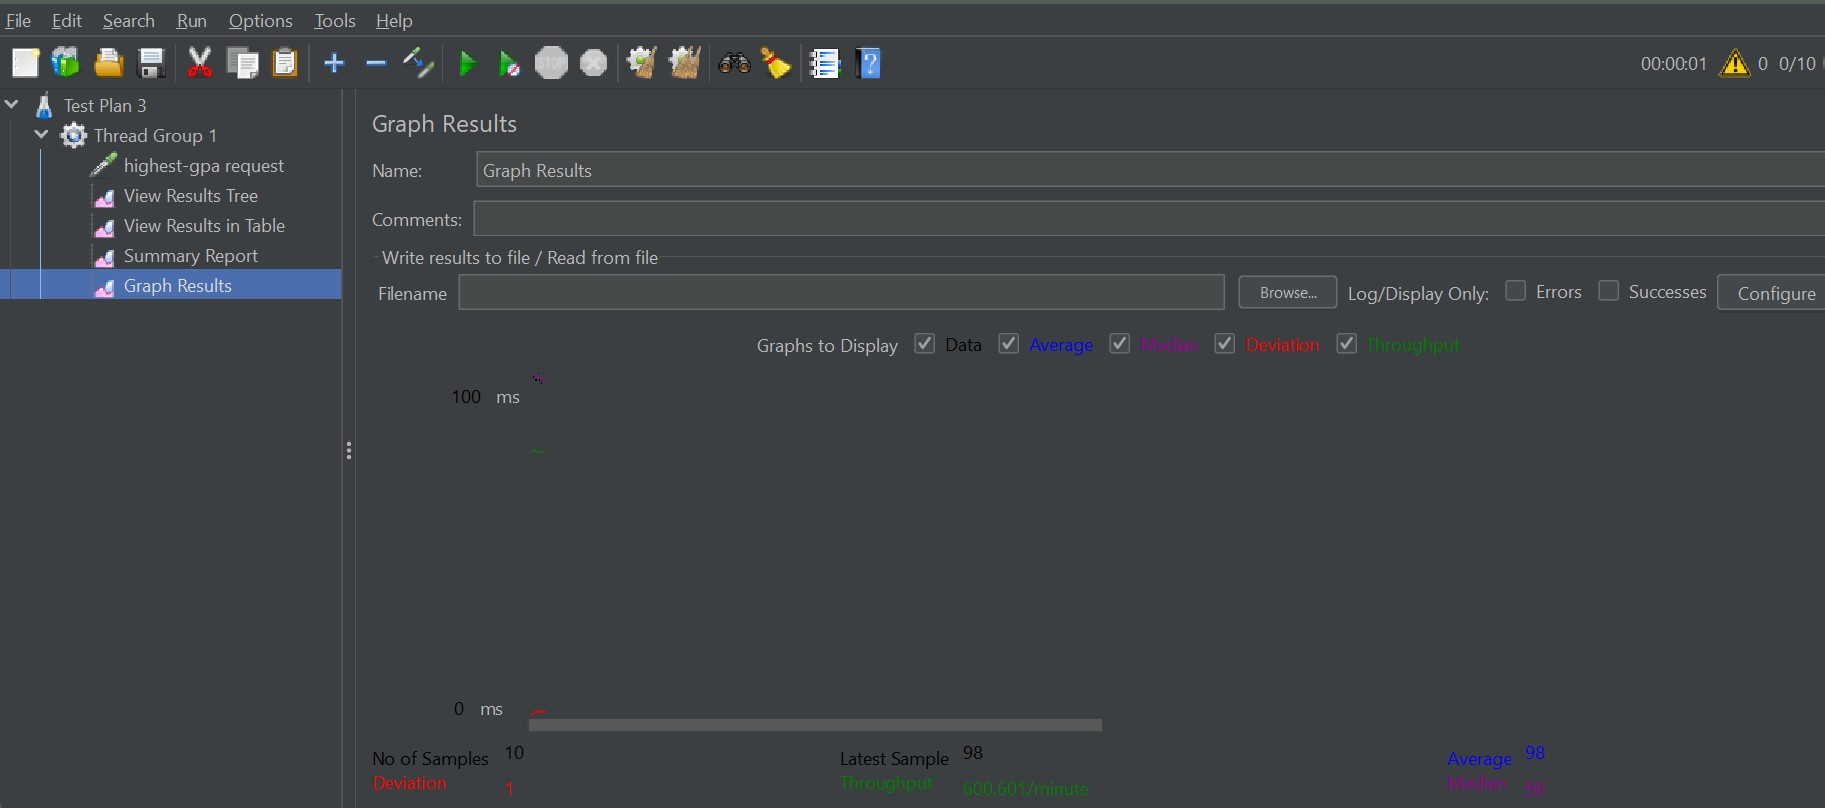 File Edit Search Run Options Tools Help
STOP
00:00:01 0 0/10
Test Plan 3
Thread Group 1
highest-gpa request
View Results Tree
View Results in Table
Summary Report
Graph Results
Graph Results
Name: Graph Results
Comments:
Write results to file / Read from file
Filename Browse... Log/Display Only: Errors Successes Configure
Graphs to Display Data Average Median Deviation Throughput
100 ms
0 ms
No of Samples 10 Latest Sample 98 Average 98
Deviation 1 Throughput 600.601/minute Median 98